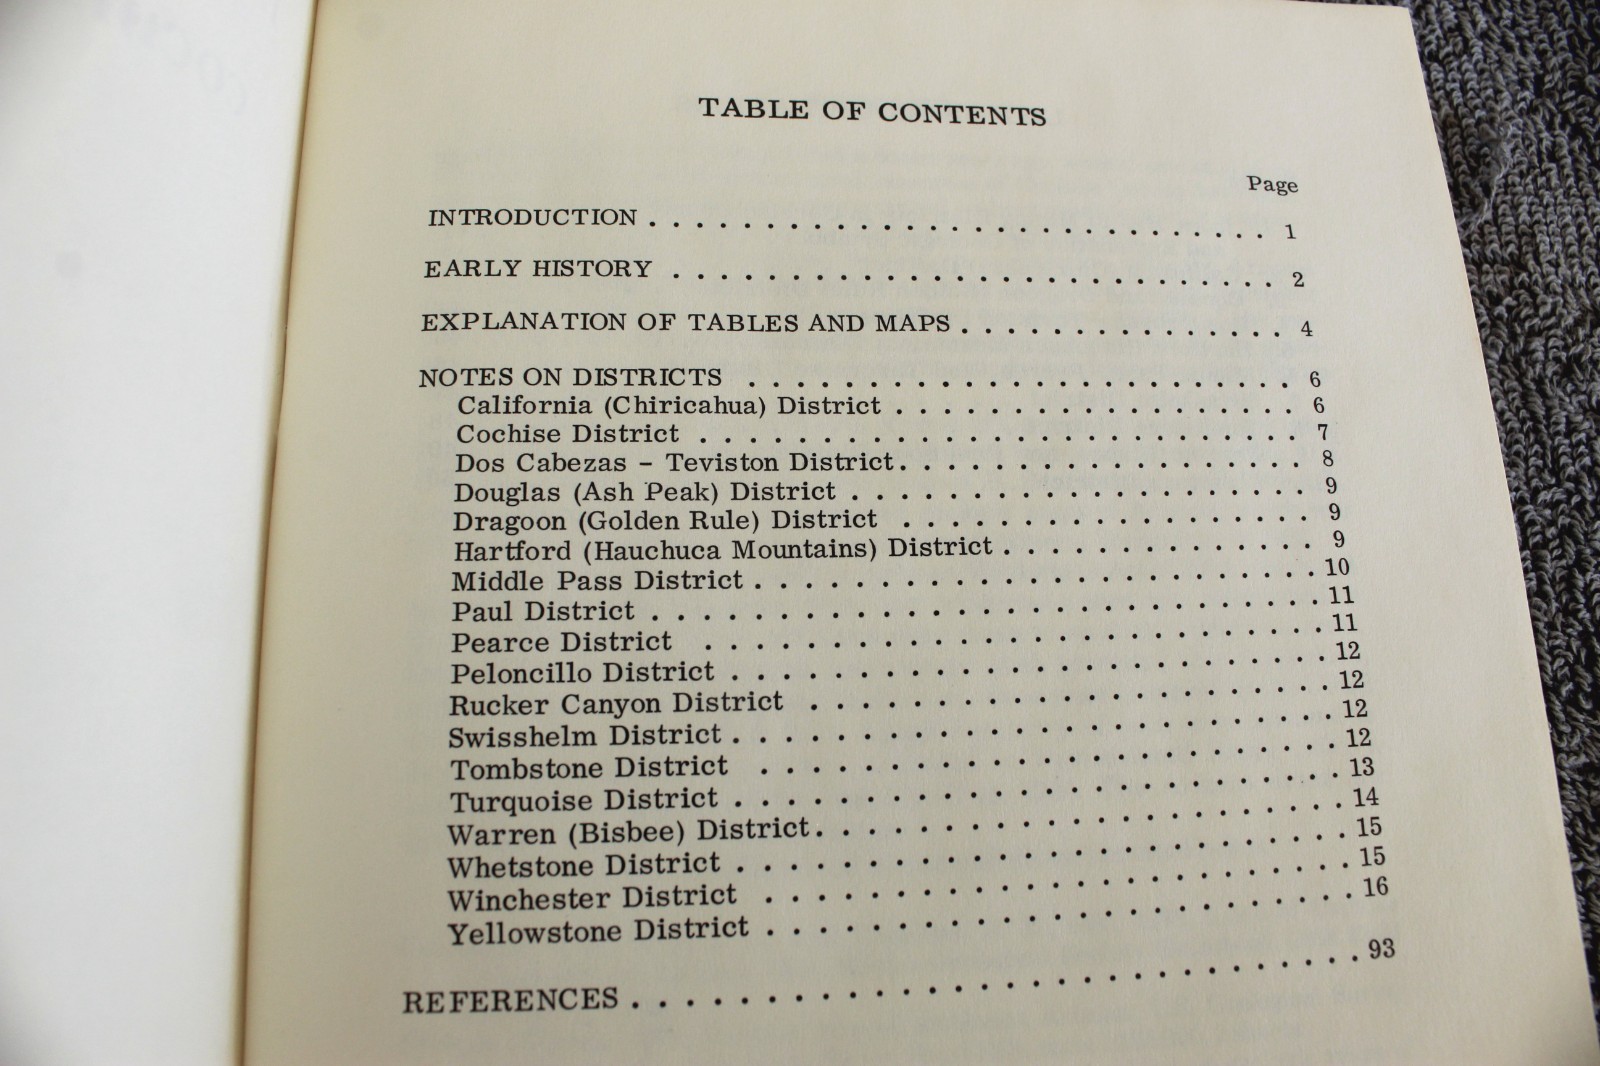 TABLE OF CONTENTS
Page
INTRODUCTION . . . . . . . . . . . . . . . . . . . . . . . . . . . 1
EARLY HISTORY . . . . . . . . . . . . . . . . . . . . . . . . 2
EXPLANATION OF TABLES AND MAPS . . . . . . . . . . . . . 4
NOTES ON DISTRICTS . . . . . . . . . . . . . . . . . . . . . . 6
California (Chiricahua) District . . . . . . . . . . . . . . . . 6
Cochise District . . . . . . . . . . . . . . . . . . . . . . . . 7
Dos Cabezas - Teviston District . . . . . . . . . . . . . . . . 8
Douglas (Ash Peak) District . . . . . . . . . . . . . . . . . . 9
Dragoon (Golden Rule) District . . . . . . . . . . . . . . . . 9
Hartford (Hauchuca Mountains) District . . . . . . . . . . . . 9
Middle Pass District . . . . . . . . . . . . . . . . . . . . . . 10
Paul District . . . . . . . . . . . . . . . . . . . . . . . . . . 11
Pearce District . . . . . . . . . . . . . . . . . . . . . . . . 11
Peloncillo District . . . . . . . . . . . . . . . . . . . . . . . 12
Rucker Canyon District . . . . . . . . . . . . . . . . . . . . 12
Swisshelm District . . . . . . . . . . . . . . . . . . . . . . . 12
Tombstone District . . . . . . . . . . . . . . . . . . . . . . 12
Turquoise District . . . . . . . . . . . . . . . . . . . . . . . 13
Warren (Bisbee) District . . . . . . . . . . . . . . . . . . . . 14
Whetstone District . . . . . . . . . . . . . . . . . . . . . . . 15
Winchester District . . . . . . . . . . . . . . . . . . . . . . 15
Yellowstone District . . . . . . . . . . . . . . . . . . . . . . 16
REFERENCES . . . . . . . . . . . . . . . . . . . . . . . . . . . 93